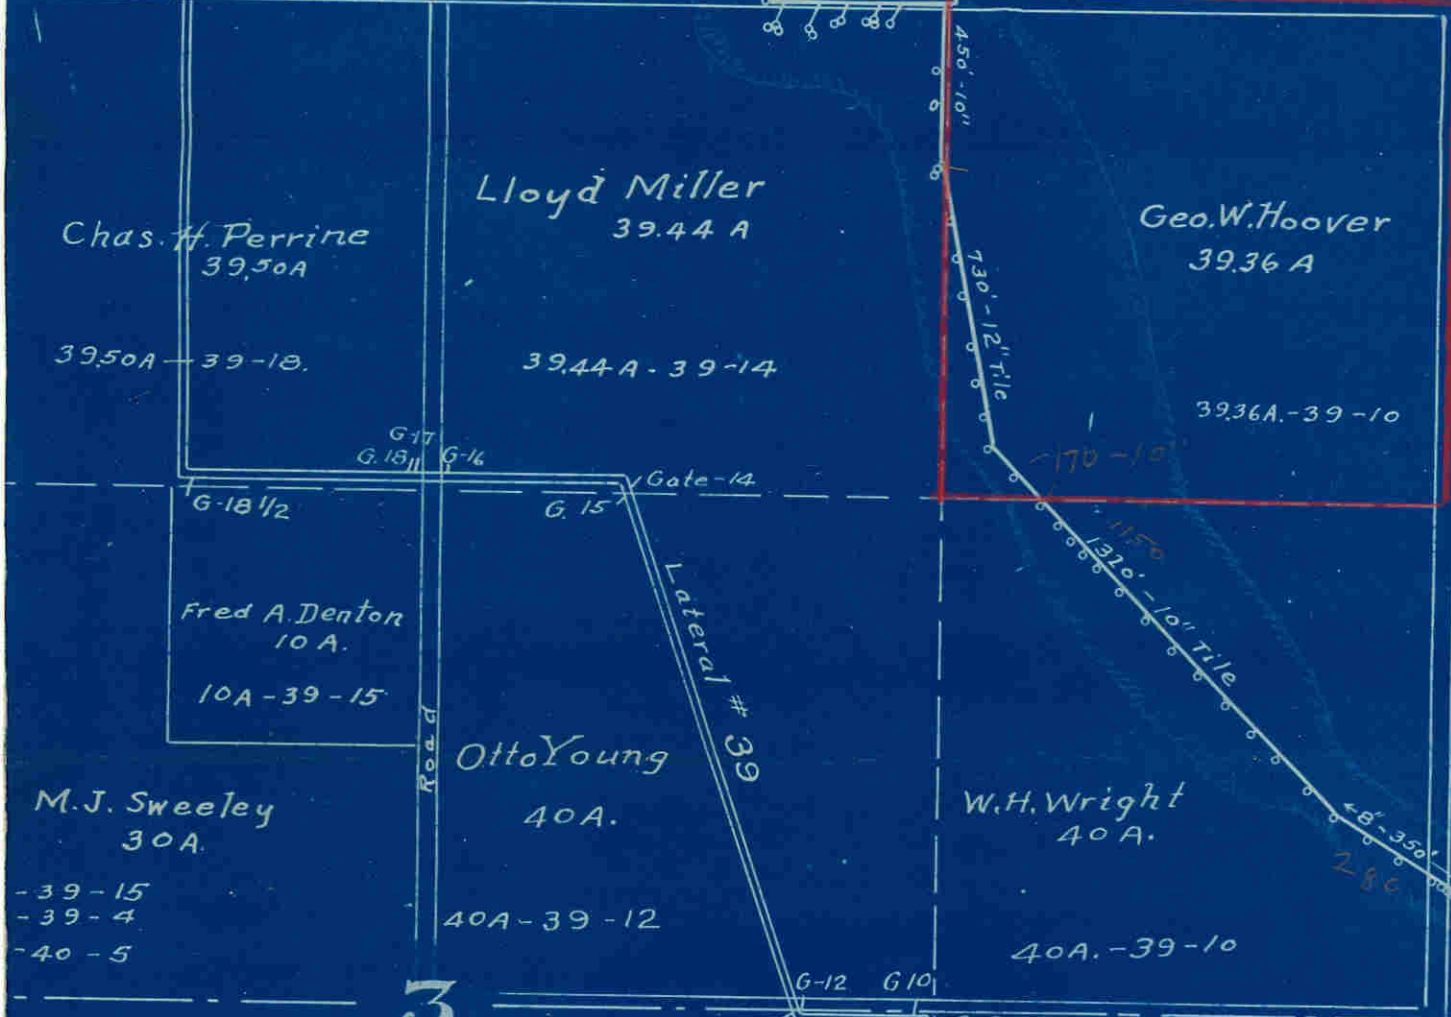 450'-10"
Lloyd Miller
39.44 A
Chas. H. Perrine
39.50A
Geo.W.Hoover
39.36 A
730'-12" Tile
39.50A - 39-18.
39.44 A - 39-14
39.36A.-39-10
G-17
G.18
G-16
Gate-14
170-10"
G-18 1/2
G. 15
1150
1320'-10" Tile
Lateral # 39
Fred A. Denton
10 A.
10A-39-15
Road
Otto Young
40A.
M.J. Sweeley
30A.
W.H. Wright
40 A.
8"-350'
280
-39-15
-39-4
-40-5
40A-39-12
40A.-39-10
G-12
G 10
3